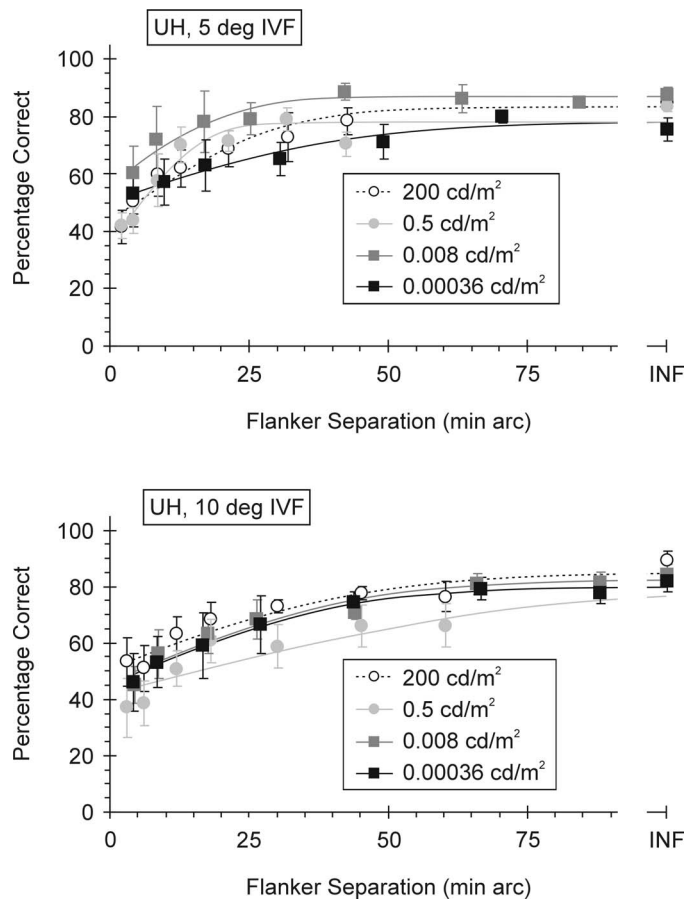 UH, 5 deg IVF
100
80
60
40
20
0
Percentage Correct
200 cd/m²
0.5 cd/m²
0.008 cd/m²
0.00036 cd/m²
0 25 50 75 INF
Flanker Separation (min arc)
UH, 10 deg IVF
100
80
60
40
20
0
Percentage Correct
200 cd/m²
0.5 cd/m²
0.008 cd/m²
0.00036 cd/m²
0 25 50 75 INF
Flanker Separation (min arc)